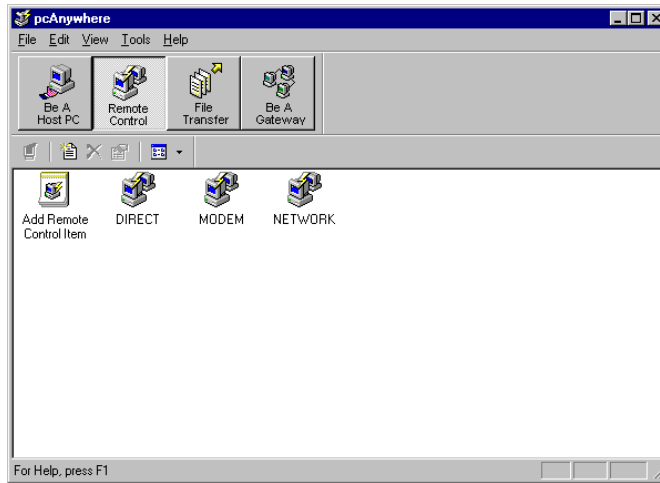 pcAnywhere
File Edit View Tools Help
Be A
Host PC
Remote
Control
File
Transfer
Be A
Gateway
Add Remote
Control Item
DIRECT
MODEM
NETWORK
For Help, press F1